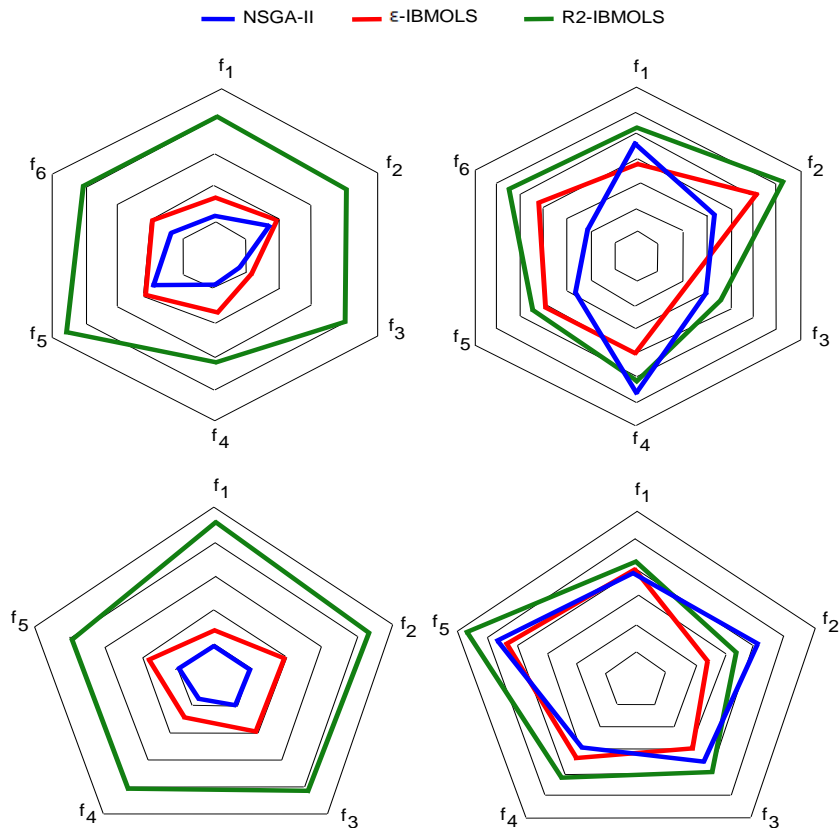 NSGA-II ε-IBMOLS R2-IBMOLS
f1 f1
f6 f2 f6 f2
f5 f3 f5 f3
f4 f4
f1 f1
f5 f2 f5 f2
f4 f3 f4 f3